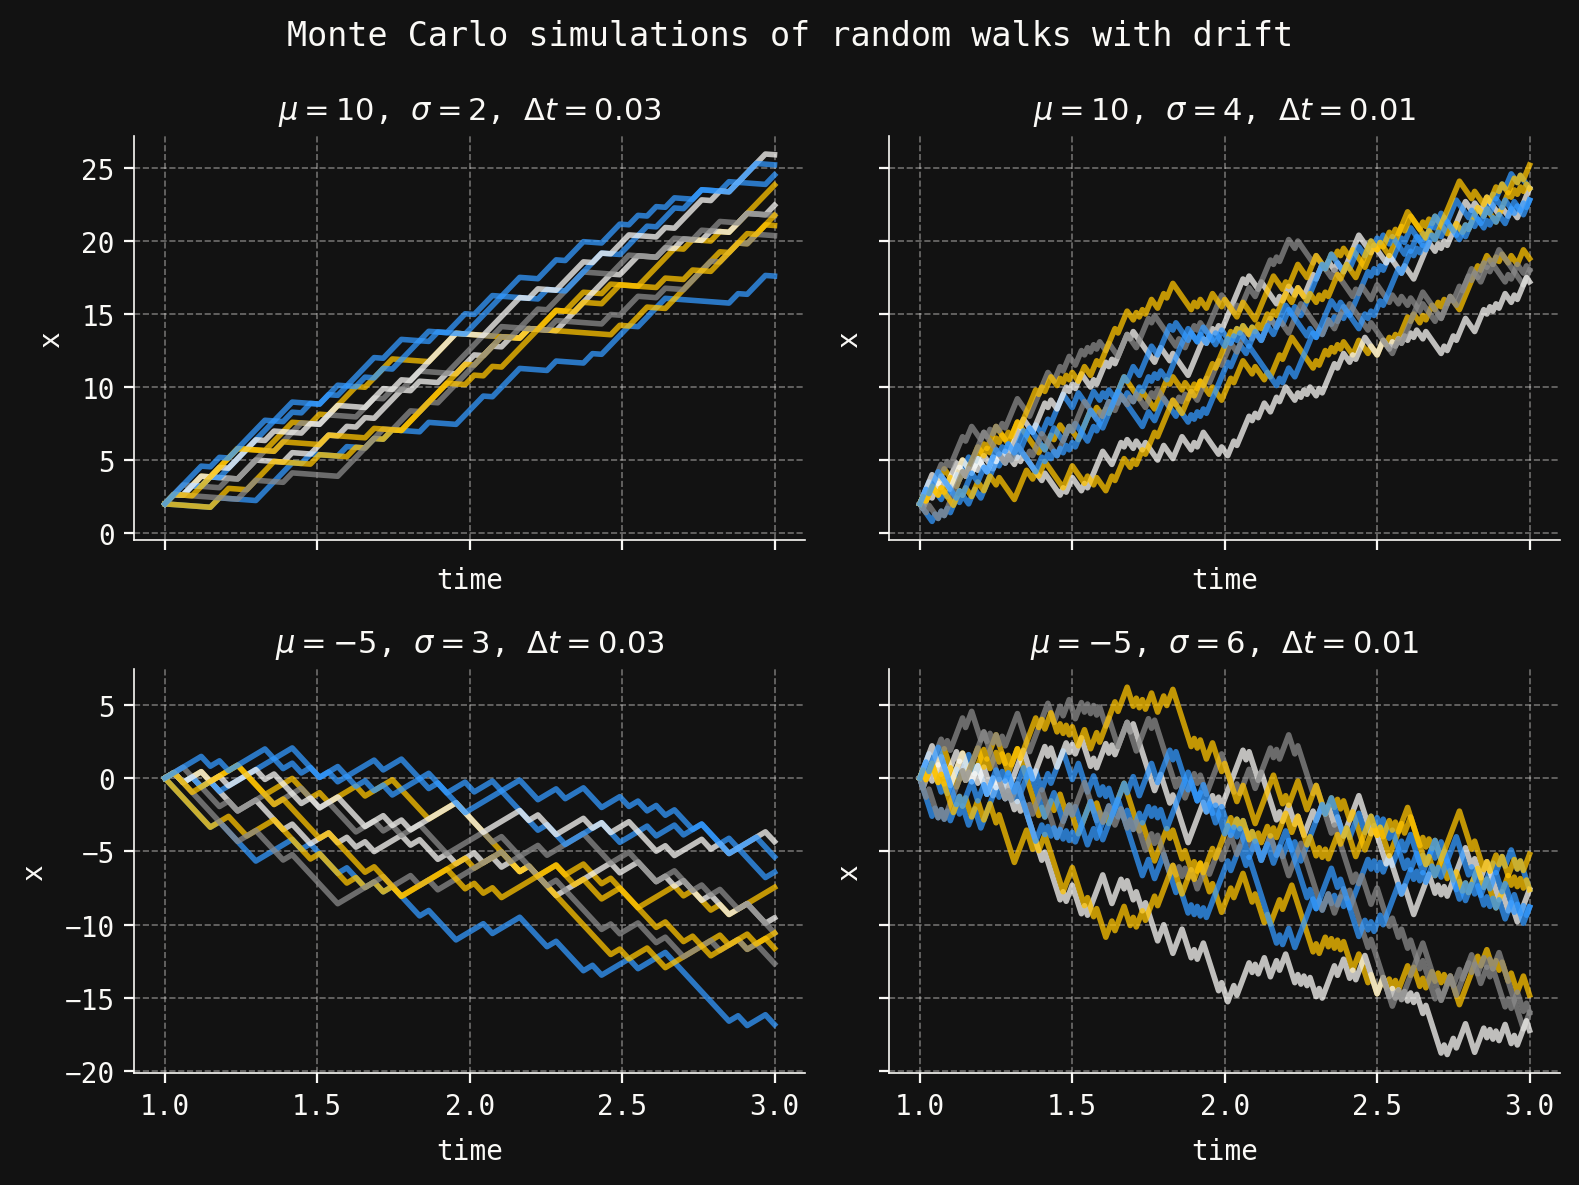 Monte Carlo simulations of random walks with drift
μ = 10, σ = 2, Δt = 0.03
μ = 10, σ = 4, Δt = 0.01
25
20
15
10
5
0
x
x
time
time
μ = −5, σ = 3, Δt = 0.03
μ = −5, σ = 6, Δt = 0.01
5
0
−5
−10
−15
−20
x
x
1.0 1.5 2.0 2.5 3.0
1.0 1.5 2.0 2.5 3.0
time
time